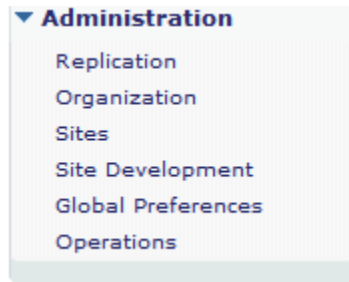 Administration
Replication
Organization
Sites
Site Development
Global Preferences
Operations